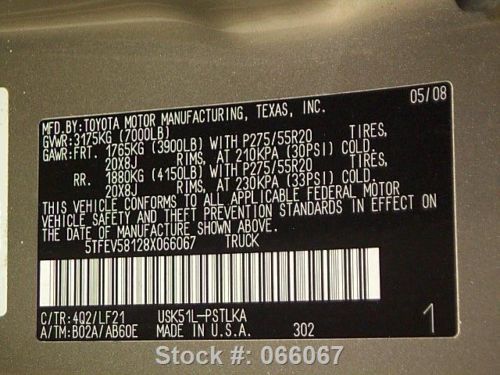 05/08
MFD.BY:TOYOTA MOTOR MANUFACTURING, TEXAS, INC.
GVWR:3175KG (7000LB)
GAWR:FRT. 1765KG (3900LB) WITH P275/55R20 TIRES,
20X8J RIMS, AT 210KPA (30PSI) COLD.
RR. 1880KG (4150LB) WITH P275/55R20 TIRES,
20X8J RIMS, AT 230KPA (33PSI) COLD.
THIS VEHICLE CONFORMS TO ALL APPLICABLE FEDERAL MOTOR
VEHICLE SAFETY AND THEFT PREVENTION STANDARDS IN EFFECT ON
THE DATE OF MANUFACTURE SHOWN ABOVE.
5TFEV58128X066067 TRUCK
C/TR:4Q2/LF21 USK51L-PSTLKA
A/TM:B02A/AB60E MADE IN U.S.A. 302 1
Stock #: 066067